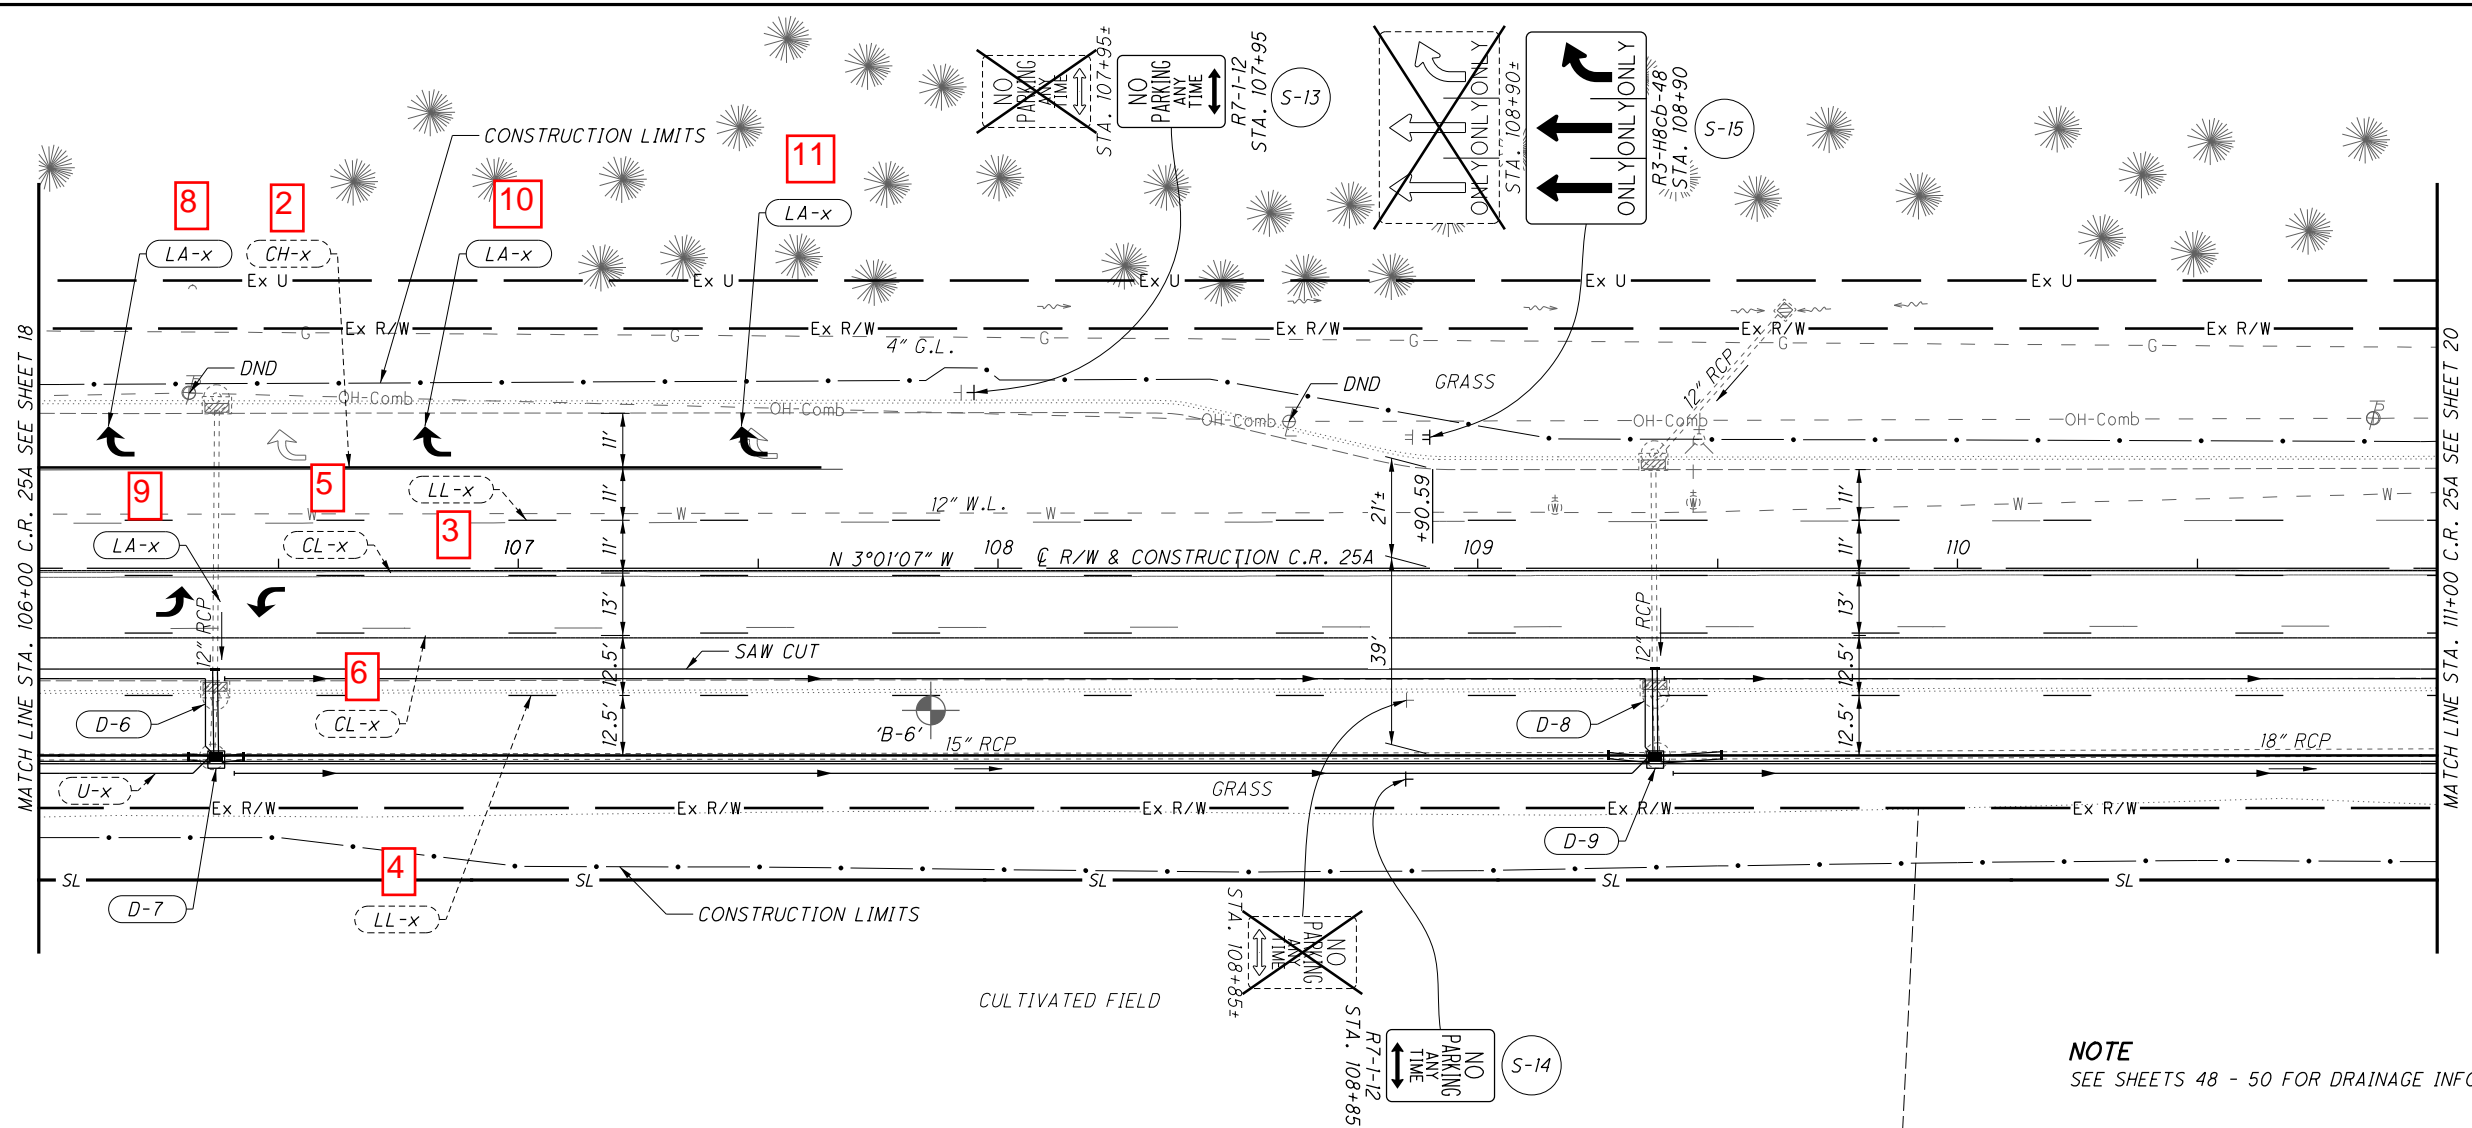 NO
PARKING
ANY
TIME
STA. 107+95±
NO
PARKING
ANY
TIME
R7-1-12
STA. 107+95
S-13
ONLY
ONLY
ONLY
STA. 108+90±
ONLY
ONLY
ONLY
R3-H8cb-48
STA. 108+90
S-15
CONSTRUCTION LIMITS
11
8
2
10
LA-x
LA-x
CH-x
LA-x
Ex U
Ex U
Ex U
Ex U
Ex U
G
Ex R/W
G
Ex R/W
G
Ex R/W
G
Ex R/W
G
Ex R/W
G
4" G.L.
DND
DND
GRASS
12" RCP
OH-Comb
OH-Comb
OH-Comb
OH-Comb
OH-Comb
MATCH LINE STA. 106+00 C.R. 25A SEE SHEET 18
MATCH LINE STA. 111+00 C.R. 25A SEE SHEET 20
11'
11'
11'
13'
12.5'
12.5'
9
5
LL-x
3
W
W
12" W.L.
W
W
W
W
W
21'±
+90.59
39'
11'
11'
13'
12.5'
12.5'
LA-x
CL-x
107
108
109
110
N 3°01'07" W
℄ R/W & CONSTRUCTION C.R. 25A
12" RCP
12" RCP
SAW CUT
6
D-6
CL-x
'B-6'
15" RCP
D-8
18" RCP
U-x
GRASS
Ex R/W
Ex R/W
Ex R/W
Ex R/W
Ex R/W
D-9
4
SL
SL
SL
SL
SL
D-7
LL-x
CONSTRUCTION LIMITS
STA. 108+85±
NO
PARKING
ANY
TIME
CULTIVATED FIELD
STA. 108+85
R7-1-12
NO
PARKING
ANY
TIME
S-14
NOTE
SEE SHEETS 48 - 50 FOR DRAINAGE INFO